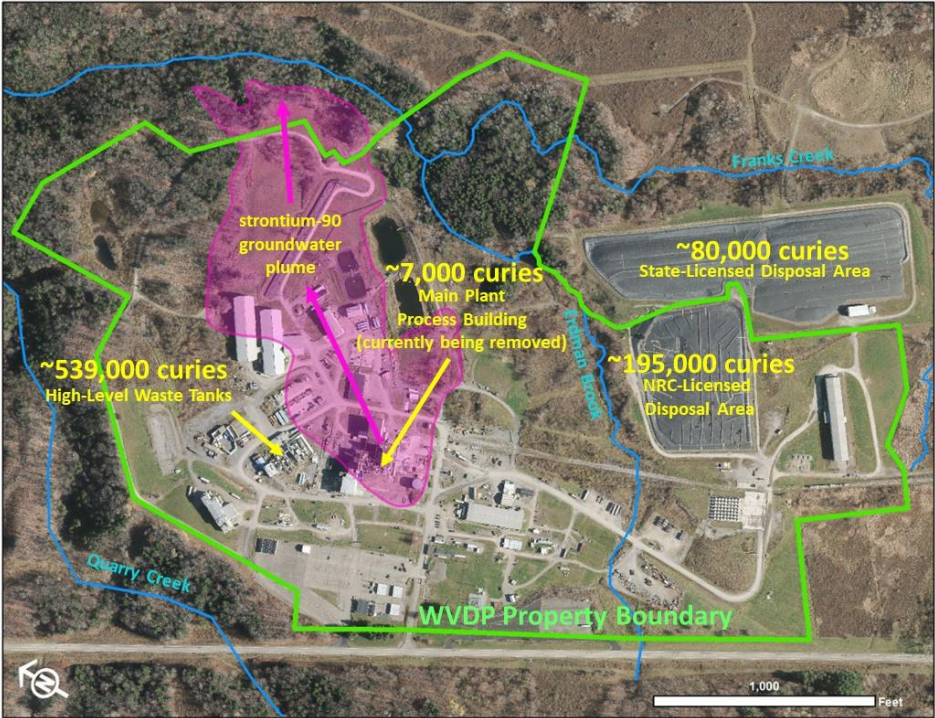 Franks Creek
~80,000 curies
State-Licensed Disposal Area
strontium-90
groundwater
plume
~7,000 curies
Main Plant
Process Building
(currently being removed)
Erdman Brook
~539,000 curies
High-Level Waste Tanks
~195,000 curies
NRC-Licensed
Disposal Area
Quarry Creek
WVDP Property Boundary
N
1,000
Feet